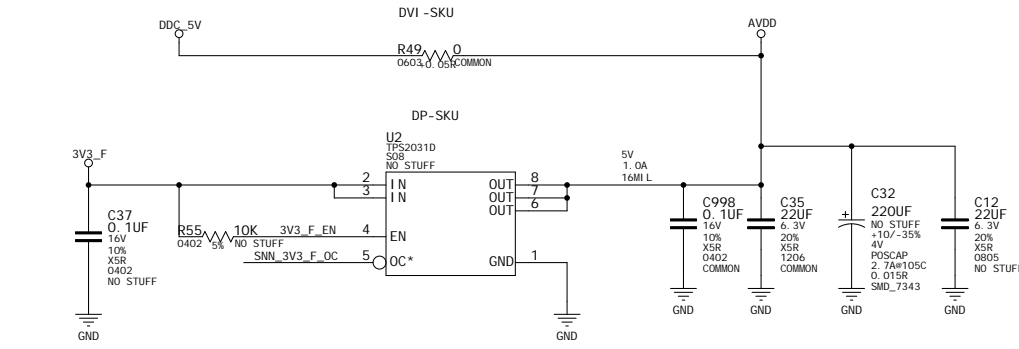 DVI-SKU
DDC_5V
AVDD
R49 0
0603 +0.05R COMMON
DP-SKU
U2
TPS2031D
SO8
NO STUFF
3V3_F
2 IN
3 IN
4 EN
5 OC*
OUT 8
OUT 7
OUT 6
GND 1
5V
1.0A
16MIL
C37
0.1UF
16V
10%
X5R
0402
NO STUFF
R55 10K
0402 5% NO STUFF
3V3_F_EN
SNN_3V3_F_OC
C998
0.1UF
16V
10%
X5R
0402
COMMON
C35
22UF
6.3V
20%
X5R
1206
COMMON
C32
+
220UF
NO STUFF
+10/-35%
4V
POSCAP
2.7A@105C
0.015R
SMD_7343
C12
22UF
6.3V
20%
X5R
0805
NO STUFF
GND
GND
GND
GND
GND
GND